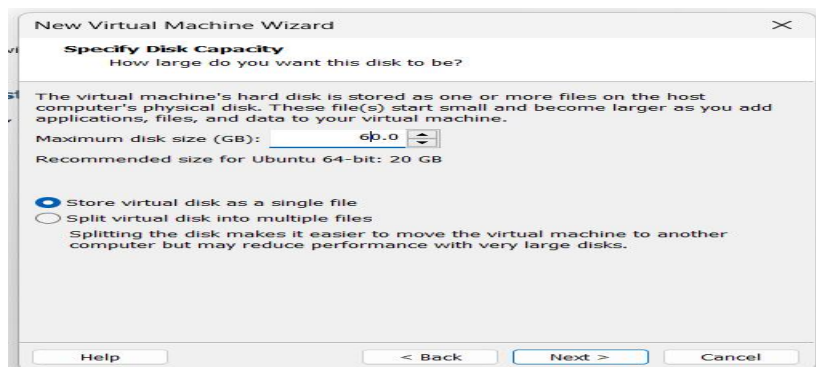 New Virtual Machine Wizard
Specify Disk Capacity
How large do you want this disk to be?
The virtual machine's hard disk is stored as one or more files on the host
computer's physical disk. These file(s) start small and become larger as you add
applications, files, and data to your virtual machine.
Maximum disk size (GB): 60.0
Recommended size for Ubuntu 64-bit: 20 GB
Store virtual disk as a single file
Split virtual disk into multiple files
Splitting the disk makes it easier to move the virtual machine to another
computer but may reduce performance with very large disks.
Help < Back Next > Cancel